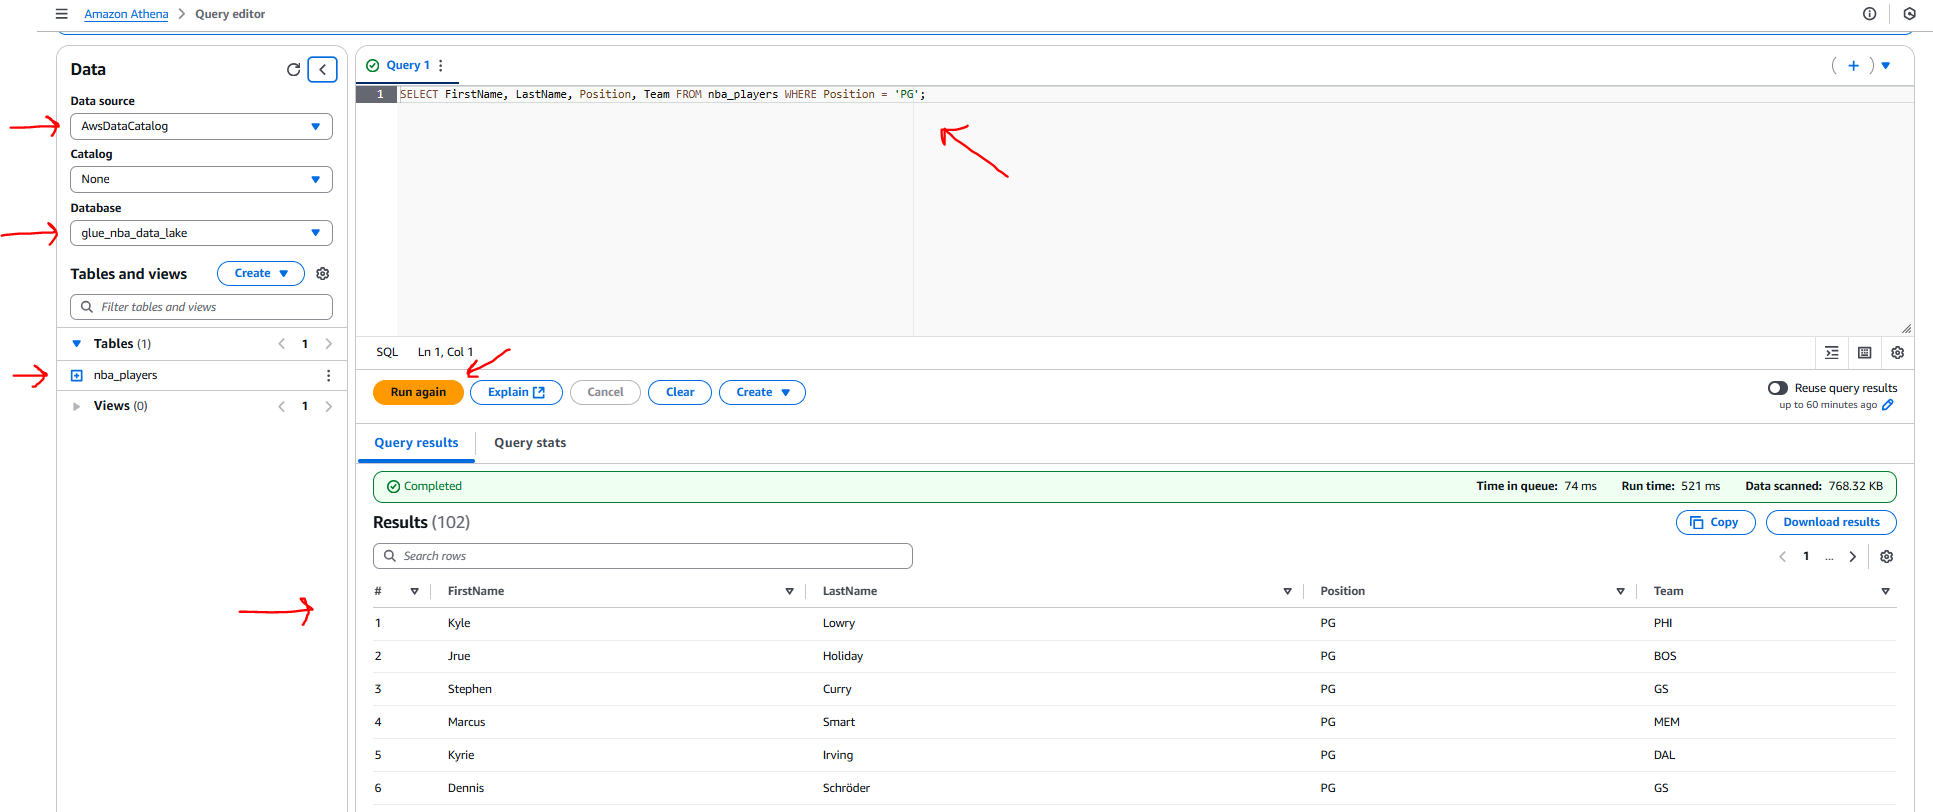 Amazon Athena > Query editor
Data
Data source
AwsDataCatalog
Catalog
None
Database
glue_nba_data_lake
Tables and views Create
Filter tables and views
Tables (1) < 1 >
nba_players
Views (0) < 1 >
Query 1
1 SELECT FirstName, LastName, Position, Team FROM nba_players WHERE Position = 'PG';
SQL Ln 1, Col 1
Run again Explain Cancel Clear Create
Reuse query results
up to 60 minutes ago
Query results Query stats
Completed Time in queue: 74 ms Run time: 521 ms Data scanned: 768.32 KB
Results (102) Copy Download results
Search rows < 1 ... >
# FirstName LastName Position Team
1 Kyle Lowry PG PHI
2 Jrue Holiday PG BOS
3 Stephen Curry PG GS
4 Marcus Smart PG MEM
5 Kyrie Irving PG DAL
6 Dennis Schröder PG GS